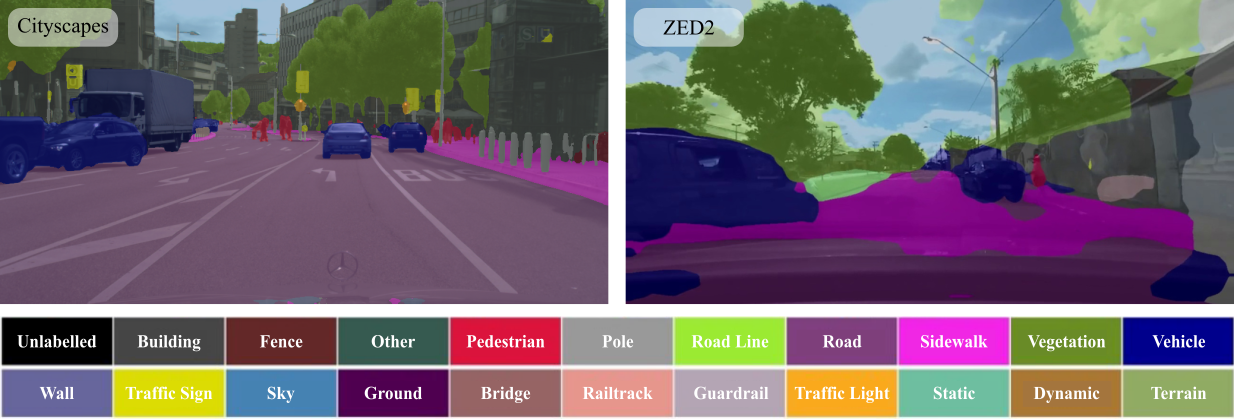 Cityscapes
ZED2
BUS
Unlabelled Building Fence Other Pedestrian Pole Road Line Road Sidewalk Vegetation Vehicle
Wall Traffic Sign Sky Ground Bridge Railtrack Guardrail Traffic Light Static Dynamic Terrain